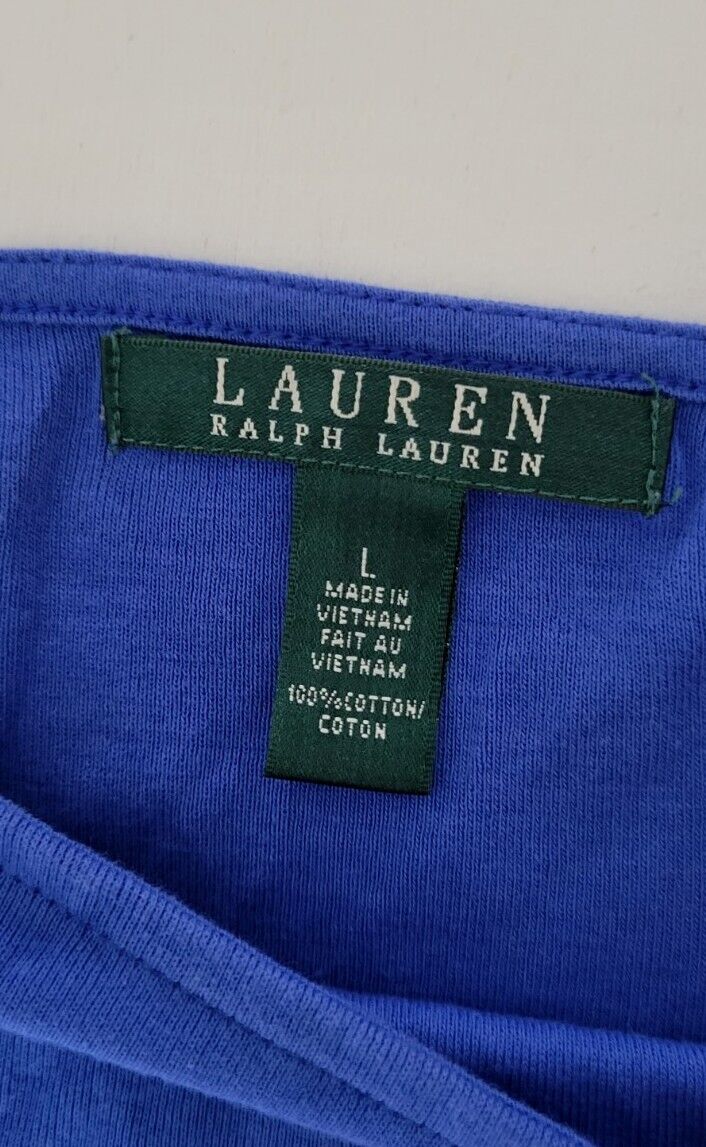 LAUREN
RALPH LAUREN
L
MADE IN
VIETNAM
FAIT AU
VIETNAM
100%COTTON/
COTON